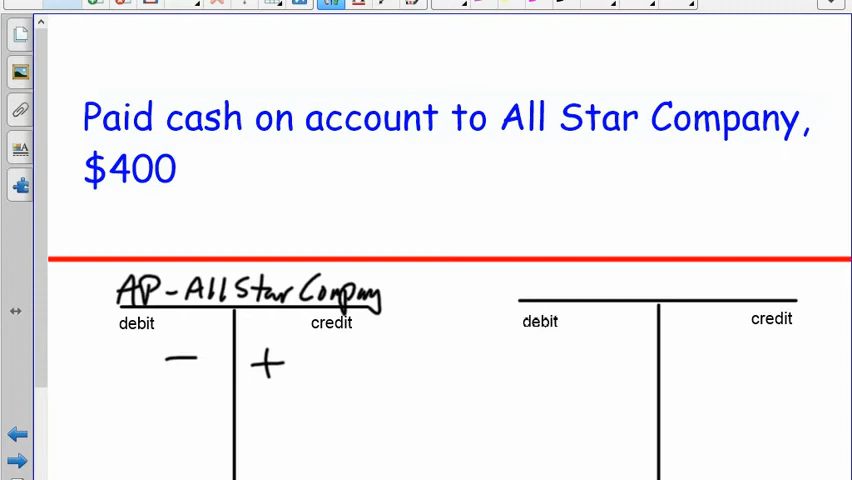 Paid cash on account to All Star Company,
$400
AP-All Star Company
debit credit
debit credit
- +